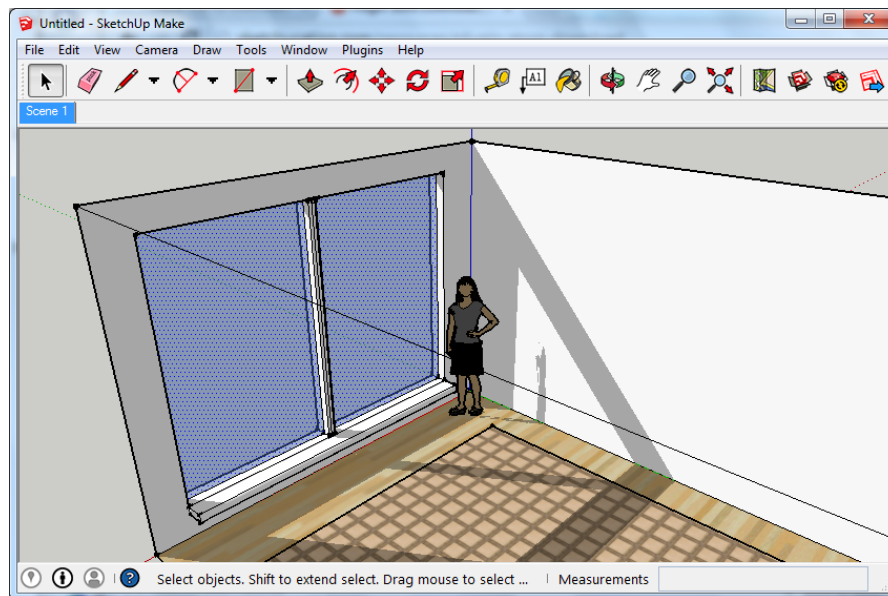 Untitled - SketchUp Make
File Edit View Camera Draw Tools Window Plugins Help
A1
Scene 1
Select objects. Shift to extend select. Drag mouse to select ... Measurements